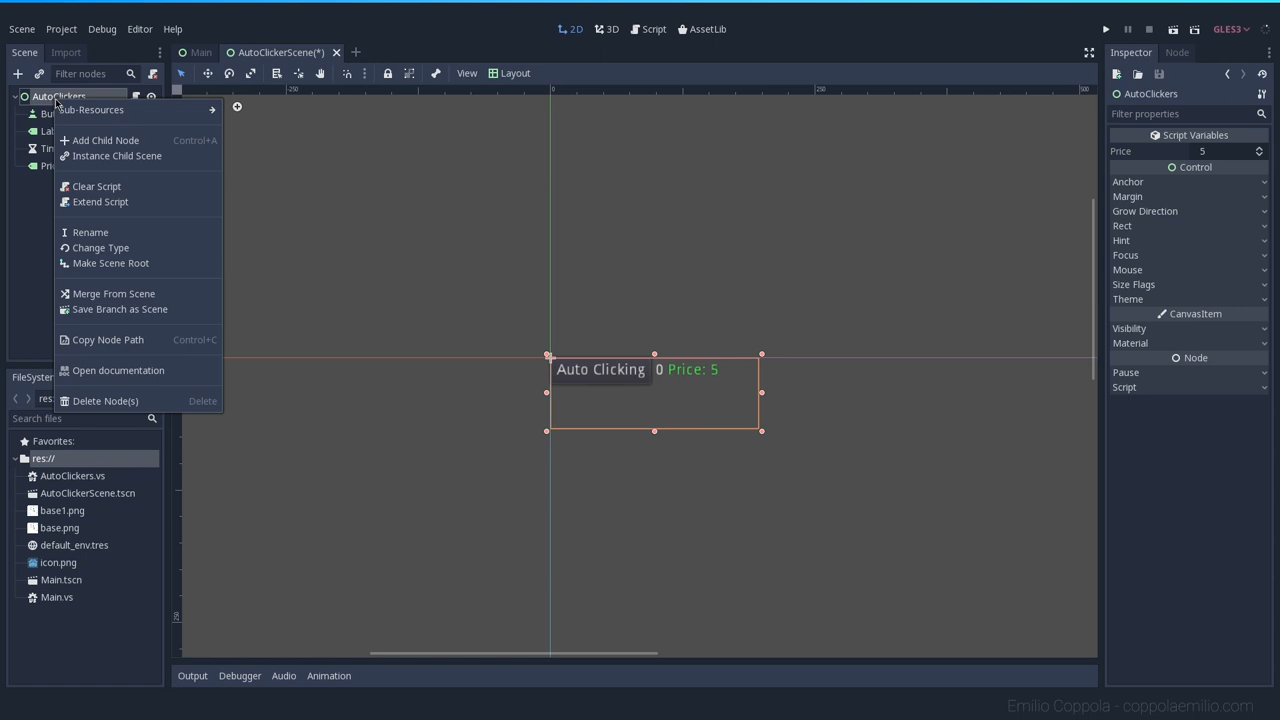 Scene Project Debug Editor Help
2D 3D Script AssetLib
GLES3
Scene Import
Main AutoClickerScene(*)
Inspector Node
Filter nodes
View Layout
AutoClickers
Sub-Resources
Add Child Node Control+A
Instance Child Scene
Clear Script
Extend Script
Rename
Change Type
Make Scene Root
Merge From Scene
Save Branch as Scene
Copy Node Path Control+C
Open documentation
Delete Node(s) Delete
-250 0 250 500
250
Auto Clicking 0 Price: 5
FileSystem
res:
Search files
Favorites:
res://
AutoClickers.vs
AutoClickerScene.tscn
base1.png
base.png
default_env.tres
icon.png
Main.tscn
Main.vs
Output Debugger Audio Animation
AutoClickers
Filter properties
Script Variables
Price 5
Control
Anchor
Margin
Grow Direction
Rect
Hint
Focus
Mouse
Size Flags
Theme
CanvasItem
Visibility
Material
Node
Pause
Script
Emilio Coppola - coppolaemilio.com